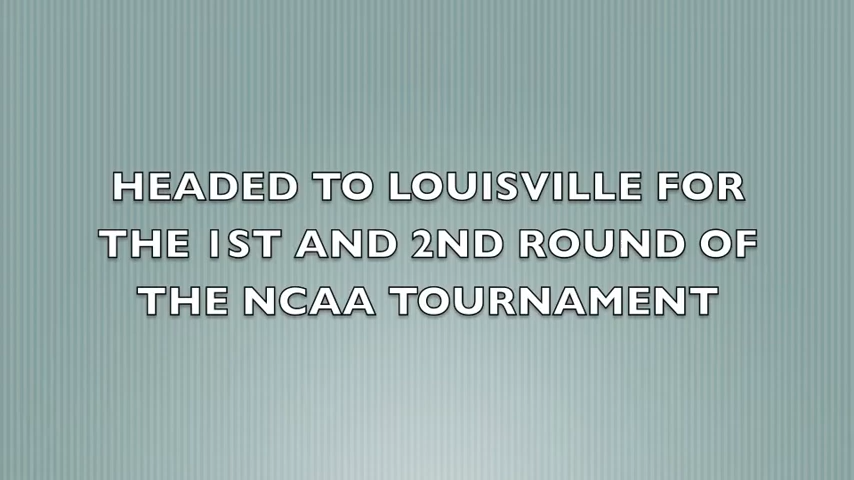 HEADED TO LOUISVILLE FOR
THE 1ST AND 2ND ROUND OF
THE NCAA TOURNAMENT